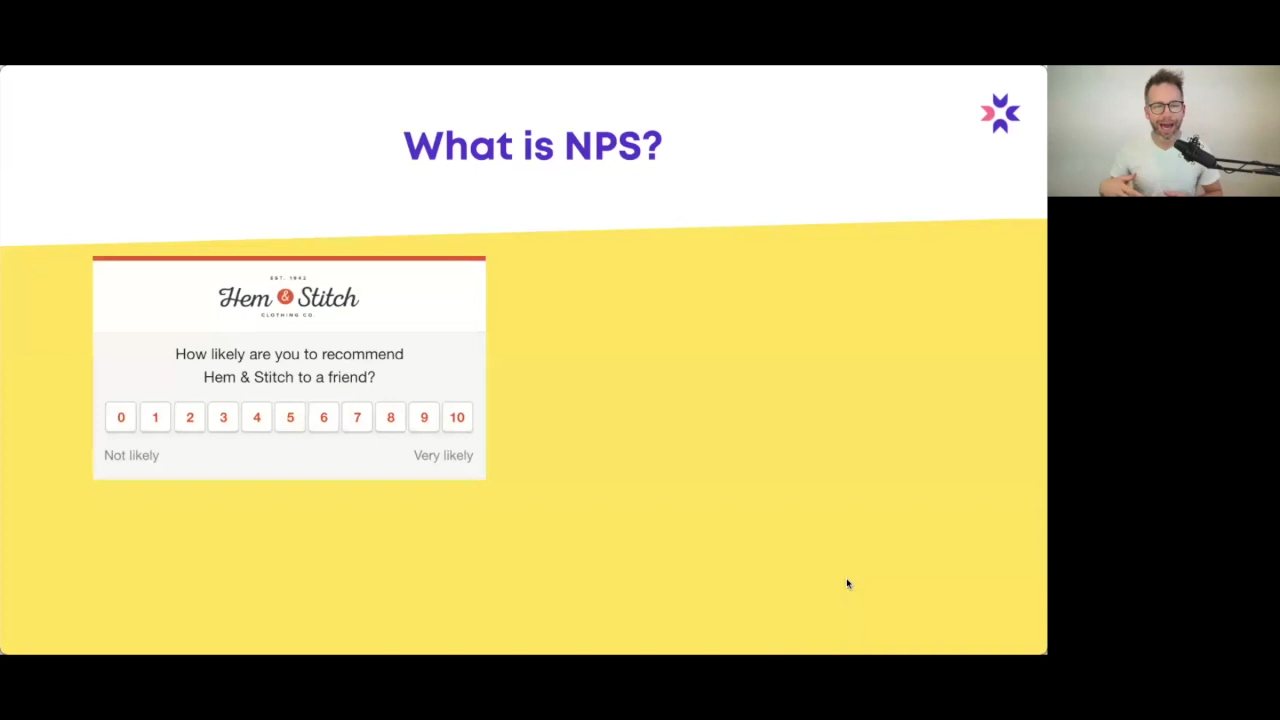 What is NPS?
EST. 1942
Hem & Stitch
CLOTHING CO.
How likely are you to recommend
Hem & Stitch to a friend?
0 1 2 3 4 5 6 7 8 9 10
Not likely Very likely